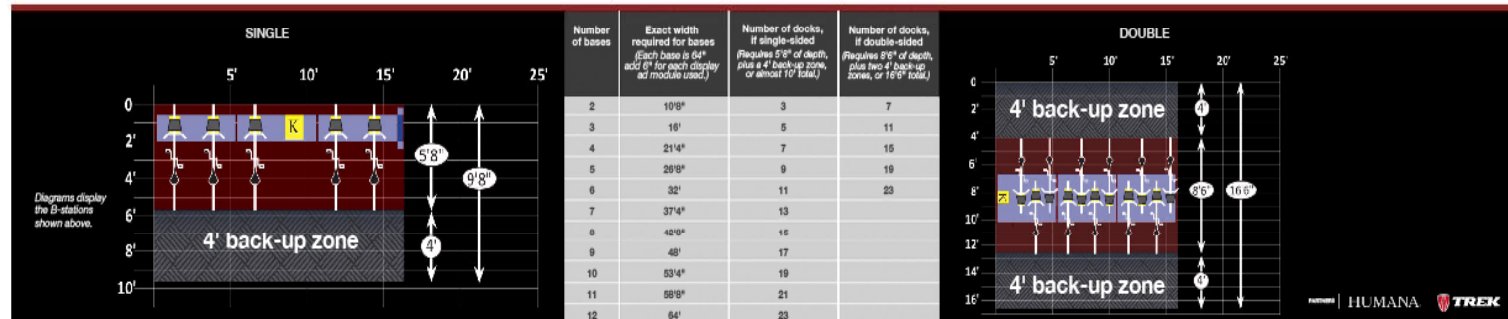 SINGLE
5' 10' 15' 20' 25'
0
2'
4'
6'
8'
10'
K
5'8"
9'8"
4'
4' back-up zone
Diagrams display
the B-stations
shown above.
Number
of bases
Exact width
required for bases
(Each base is 64"
add 6" for each display
ad module used.)
Number of docks,
if single-sided
(Requires 5'8" of depth,
plus a 4' back-up zone,
or almost 10' total.)
Number of docks,
if double-sided
(Requires 8'6" of depth,
plus two 4' back-up
zones, or 16'6" total.)
2 10'8" 3 7
3 16' 5 11
4 21'4" 7 15
5 26'8" 9 19
6 32' 11 23
7 37'4" 13
8 42'8" 15
9 48' 17
10 53'4" 19
11 58'8" 21
12 64' 23
DOUBLE
5' 10' 15' 20' 25'
0
2'
4'
6'
8'
10'
12'
14'
16'
4' back-up zone
4'
K
8'6"
16'6"
4' back-up zone
4'
PARTNERS | HUMANA. TREK